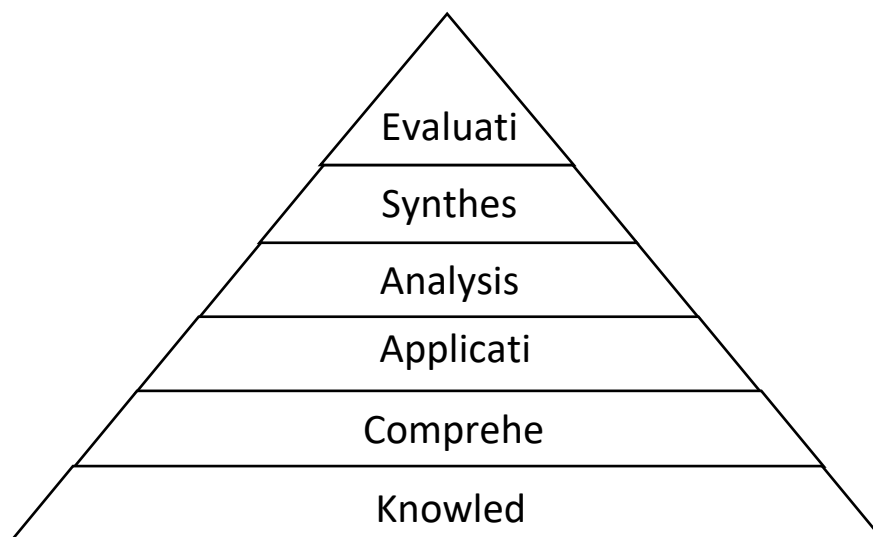 Evaluati
Synthes
Analysis
Applicati
Comprehe
Knowled